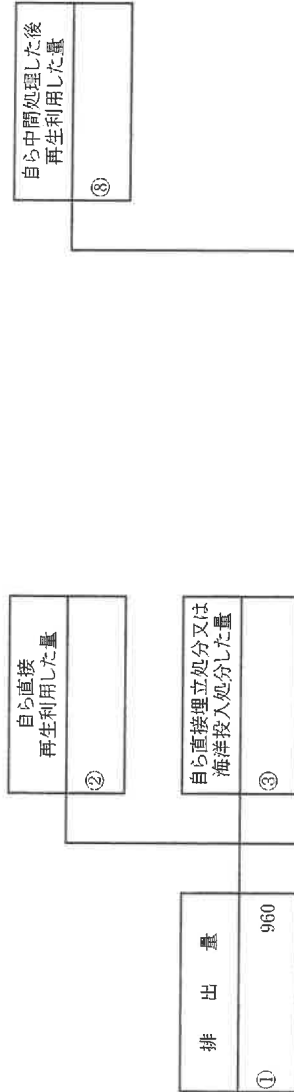 自ら中間処理した後
再生利用した量
⑧
自ら直接
再生利用した量
②
自ら直接埋立処分又は
海洋投入処分した量
③
排出量
① 960